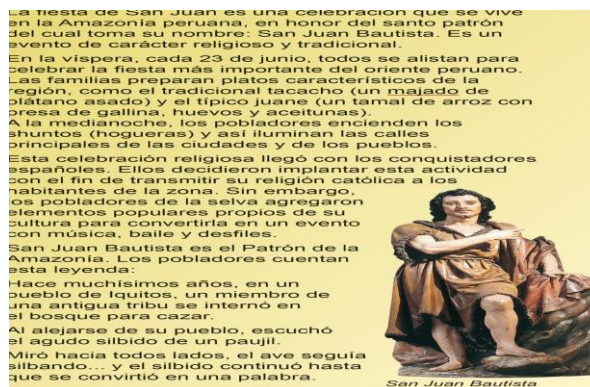 La fiesta de San Juan es una celebración que se vive
en la Amazonía peruana, en honor del santo patrón
del cual toma su nombre: San Juan Bautista. Es un
evento de carácter religioso y tradicional.
En la víspera, cada 23 de junio, todos se alistan para
celebrar la fiesta más importante del oriente peruano.
Las familias preparan platos característicos de la
región, como el tradicional tacacho (un majado de
plátano asado) y el típico juane (un tamal de arroz con
presa de gallina, huevos y aceitunas).
A la medianoche, los pobladores encienden los
shuntos (hogueras) y así iluminan las calles
principales de las ciudades y de los pueblos.
Esta celebración religiosa llegó con los conquistadores
españoles. Ellos decidieron implantar esta actividad
con el fin de transmitir su religión católica a los
habitantes de la zona. Sin embargo,
los pobladores de la selva agregaron
elementos populares propios de su
cultura para convertirla en un evento
con música, baile y desfiles.
San Juan Bautista es el Patrón de la
Amazonía. Los pobladores cuentan
esta leyenda:
Hace muchísimos años, en un
pueblo de Iquitos, un miembro de
una antigua tribu se internó en
el bosque para cazar.
Al alejarse de su pueblo, escuchó
el agudo silbido de un paujil.
Miró hacia todos lados, el ave seguía
silbando... y el silbido continuó hasta
que se convirtió en una palabra.
San Juan Bautista